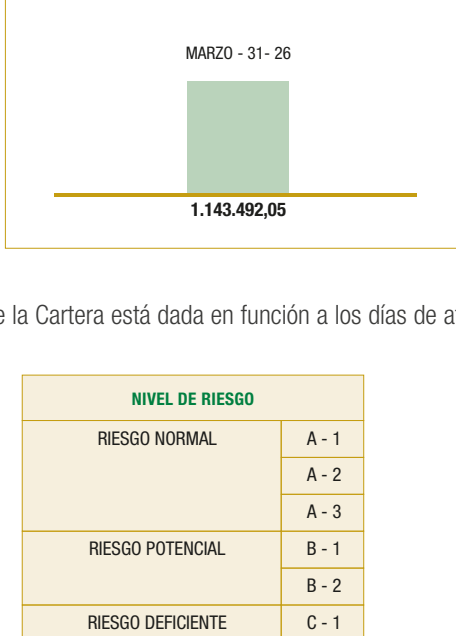 MARZO - 31- 26
1.143.492,05
e la Cartera está dada en función a los días de
NIVEL DE RIESGO
RIESGO NORMAL A - 1
A - 2
A - 3
RIESGO POTENCIAL B - 1
B - 2
RIESGO DEFICIENTE C - 1